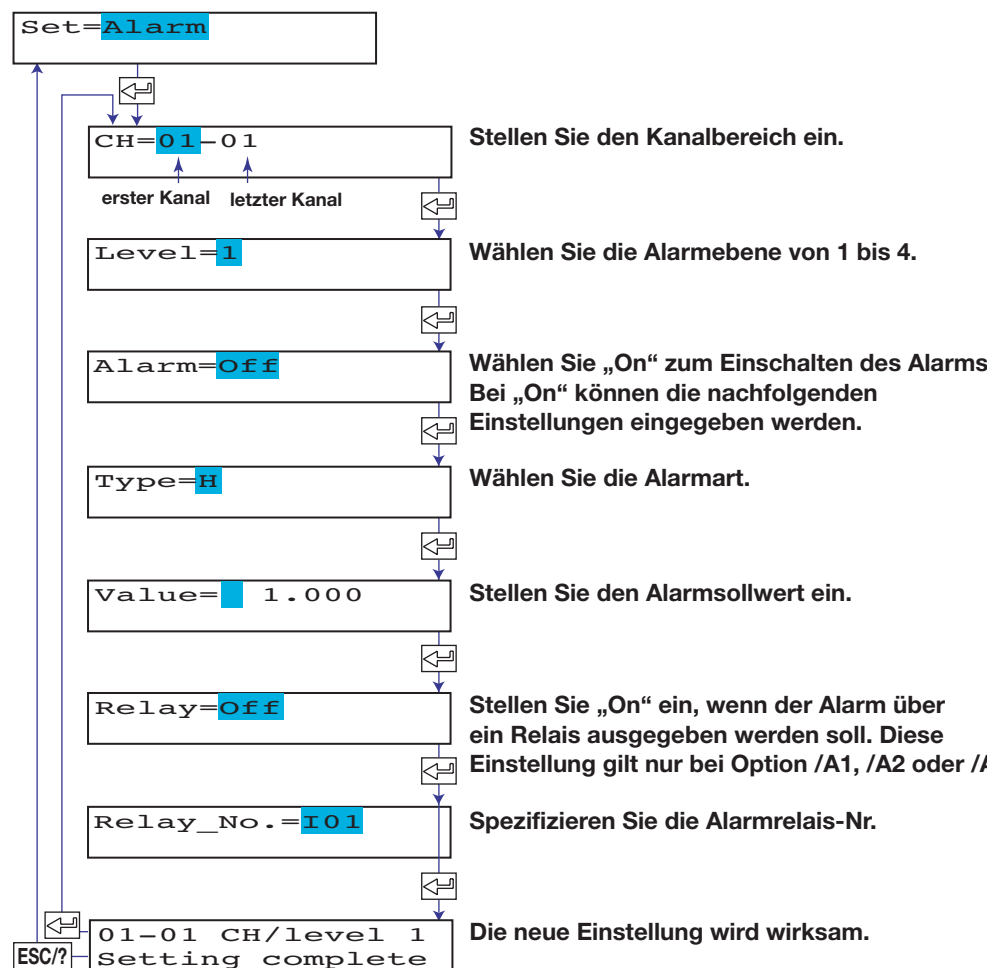 Set=Alarm
CH=01-01
Stellen Sie den Kanalbereich ein.
erster Kanal letzter Kanal
Level=1
Wählen Sie die Alarmebene von 1 bis 4.
Alarm=Off
Wählen Sie „On“ zum Einschalten des Alarms
Bei „On“ können die nachfolgenden
Einstellungen eingegeben werden.
Type=H
Wählen Sie die Alarmart.
Value= 1.000
Stellen Sie den Alarmsollwert ein.
Relay=Off
Stellen Sie „On“ ein, wenn der Alarm über
ein Relais ausgegeben werden soll. Diese
Einstellung gilt nur bei Option /A1, /A2 oder /A
Relay_No.=I01
Spezifizieren Sie die Alarmrelais-Nr.
01-01 CH/level 1
Setting complete
Die neue Einstellung wird wirksam.
ESC/?